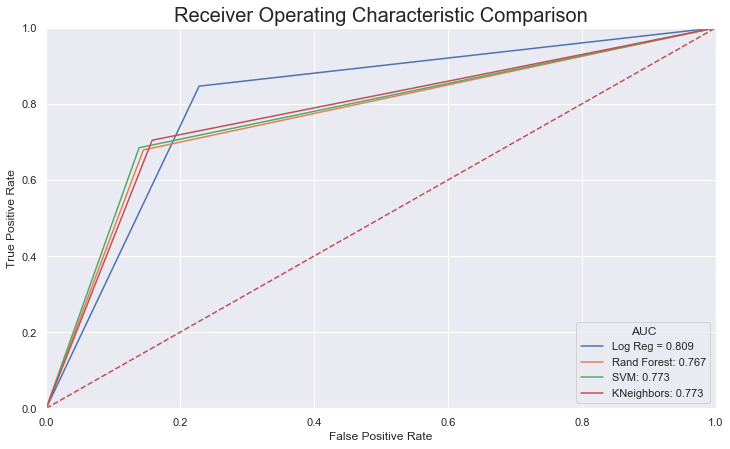 Receiver Operating Characteristic Comparison
1.0
0.8
0.6
0.4
0.2
0.0
True Positive Rate
0.0 0.2 0.4 0.6 0.8 1.0
False Positive Rate
AUC
Log Reg = 0.809
Rand Forest: 0.767
SVM: 0.773
KNeighbors: 0.773